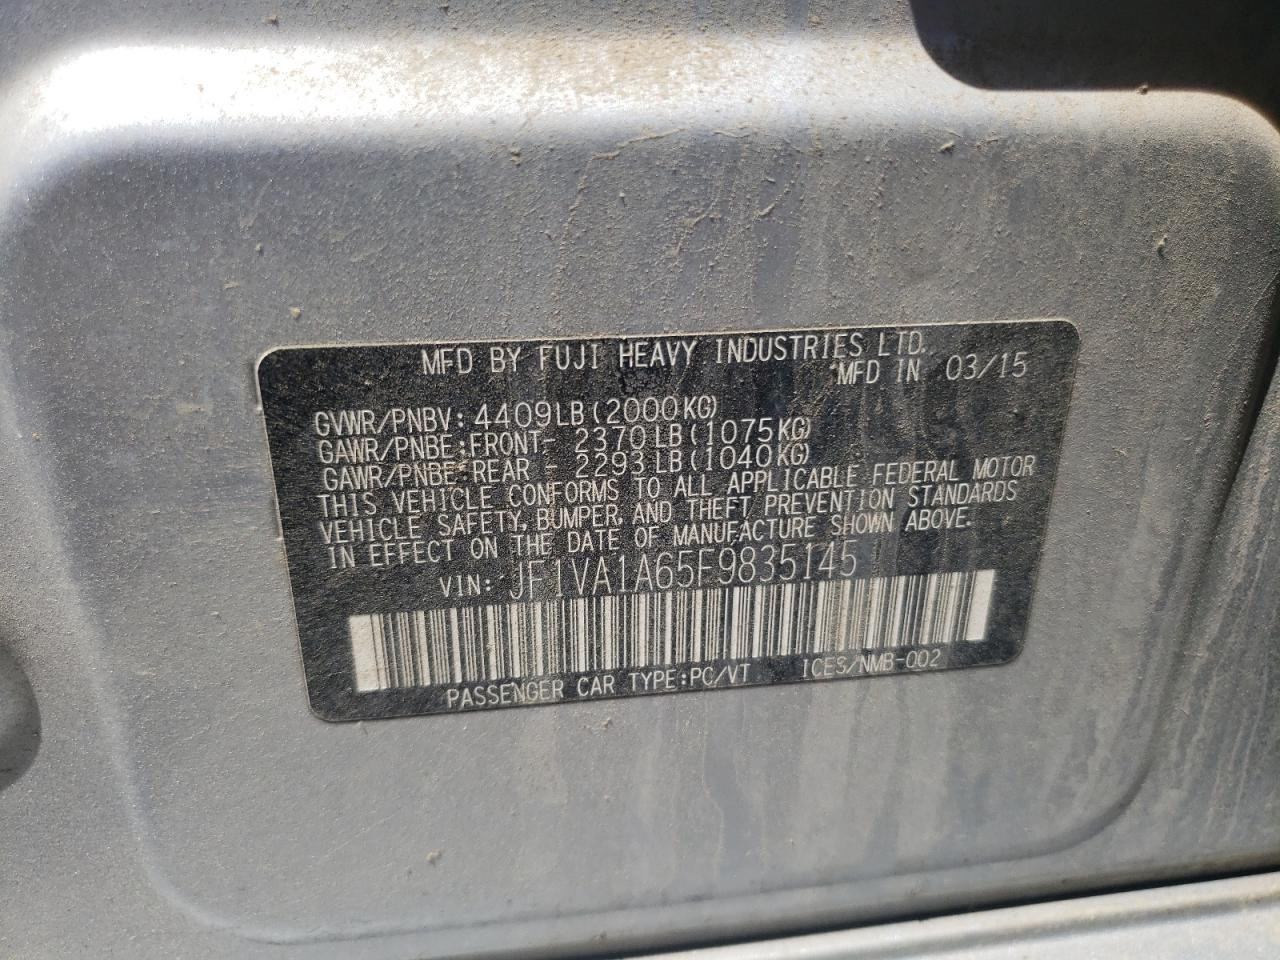 MFD BY FUJI HEAVY INDUSTRIES LTD.
MFD IN 03/15
GVWR/PNBV: 4409LB(2000KG)
GAWR/PNBE:FRONT- 2370LB(1075KG)
GAWR/PNBE:REAR - 2293LB(1040KG)
THIS VEHICLE CONFORMS TO ALL APPLICABLE FEDERAL MOTOR
VEHICLE SAFETY, BUMPER, AND THEFT PREVENTION STANDARDS
IN EFFECT ON THE DATE OF MANUFACTURE SHOWN ABOVE.
VIN: JF1VA1A65F9835145
PASSENGER CAR TYPE:PC/VT ICES/NMB-002